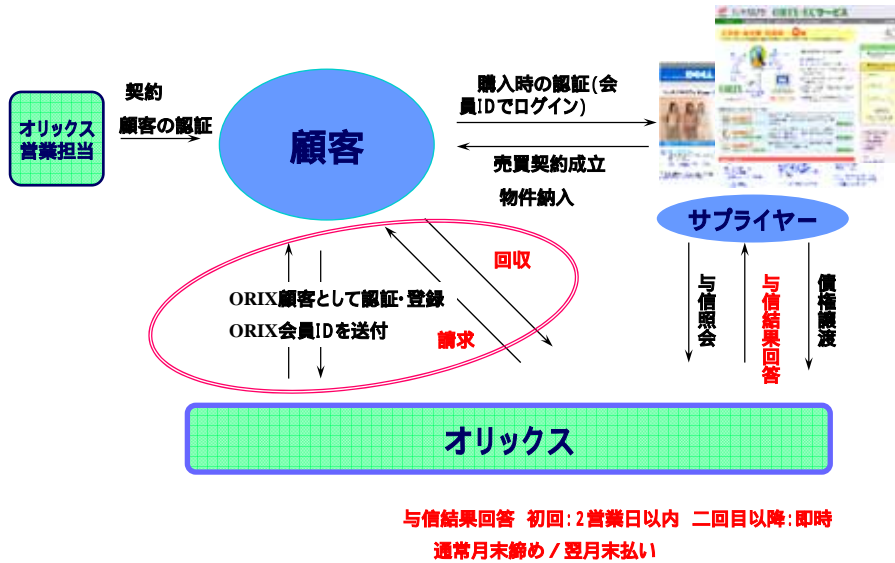 オリックス
営業担当
契約
顧客の認証
顧客
購入時の認証(会
員IDでログイン)
売買契約成立
物件納入
DELL
サプライヤー
回収
請求
ORIX顧客として認証・登録
ORIX会員IDを送付
与信照会
与信結果回答
債権譲渡
オリックス
与信結果回答 初回:2営業日以内 二回目以降:即時
通常月末締め/翌月末払い